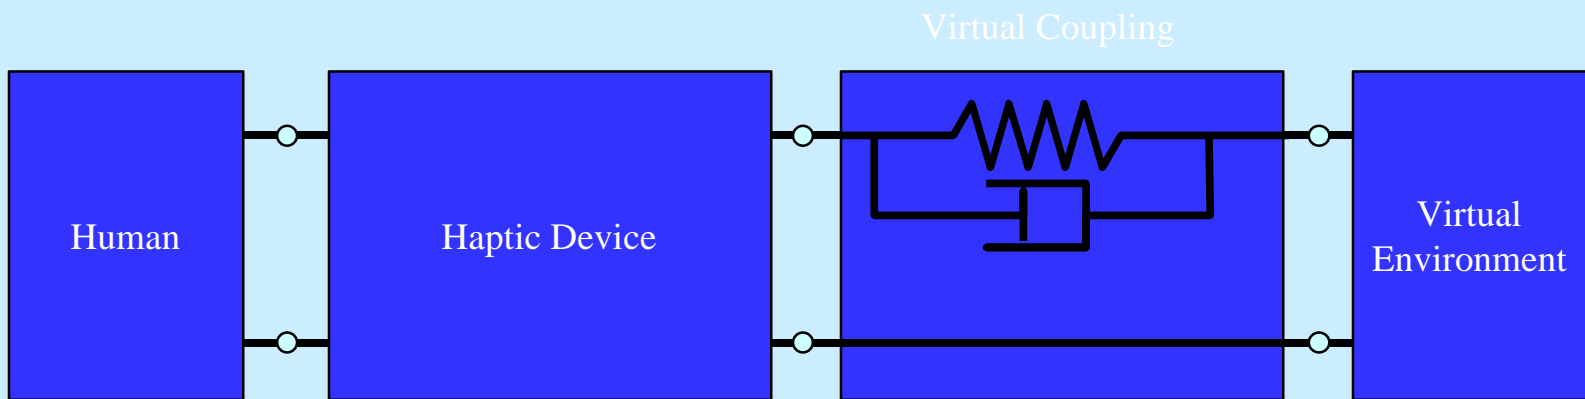 Virtual Coupling
Human
Haptic Device
Virtual
Environment